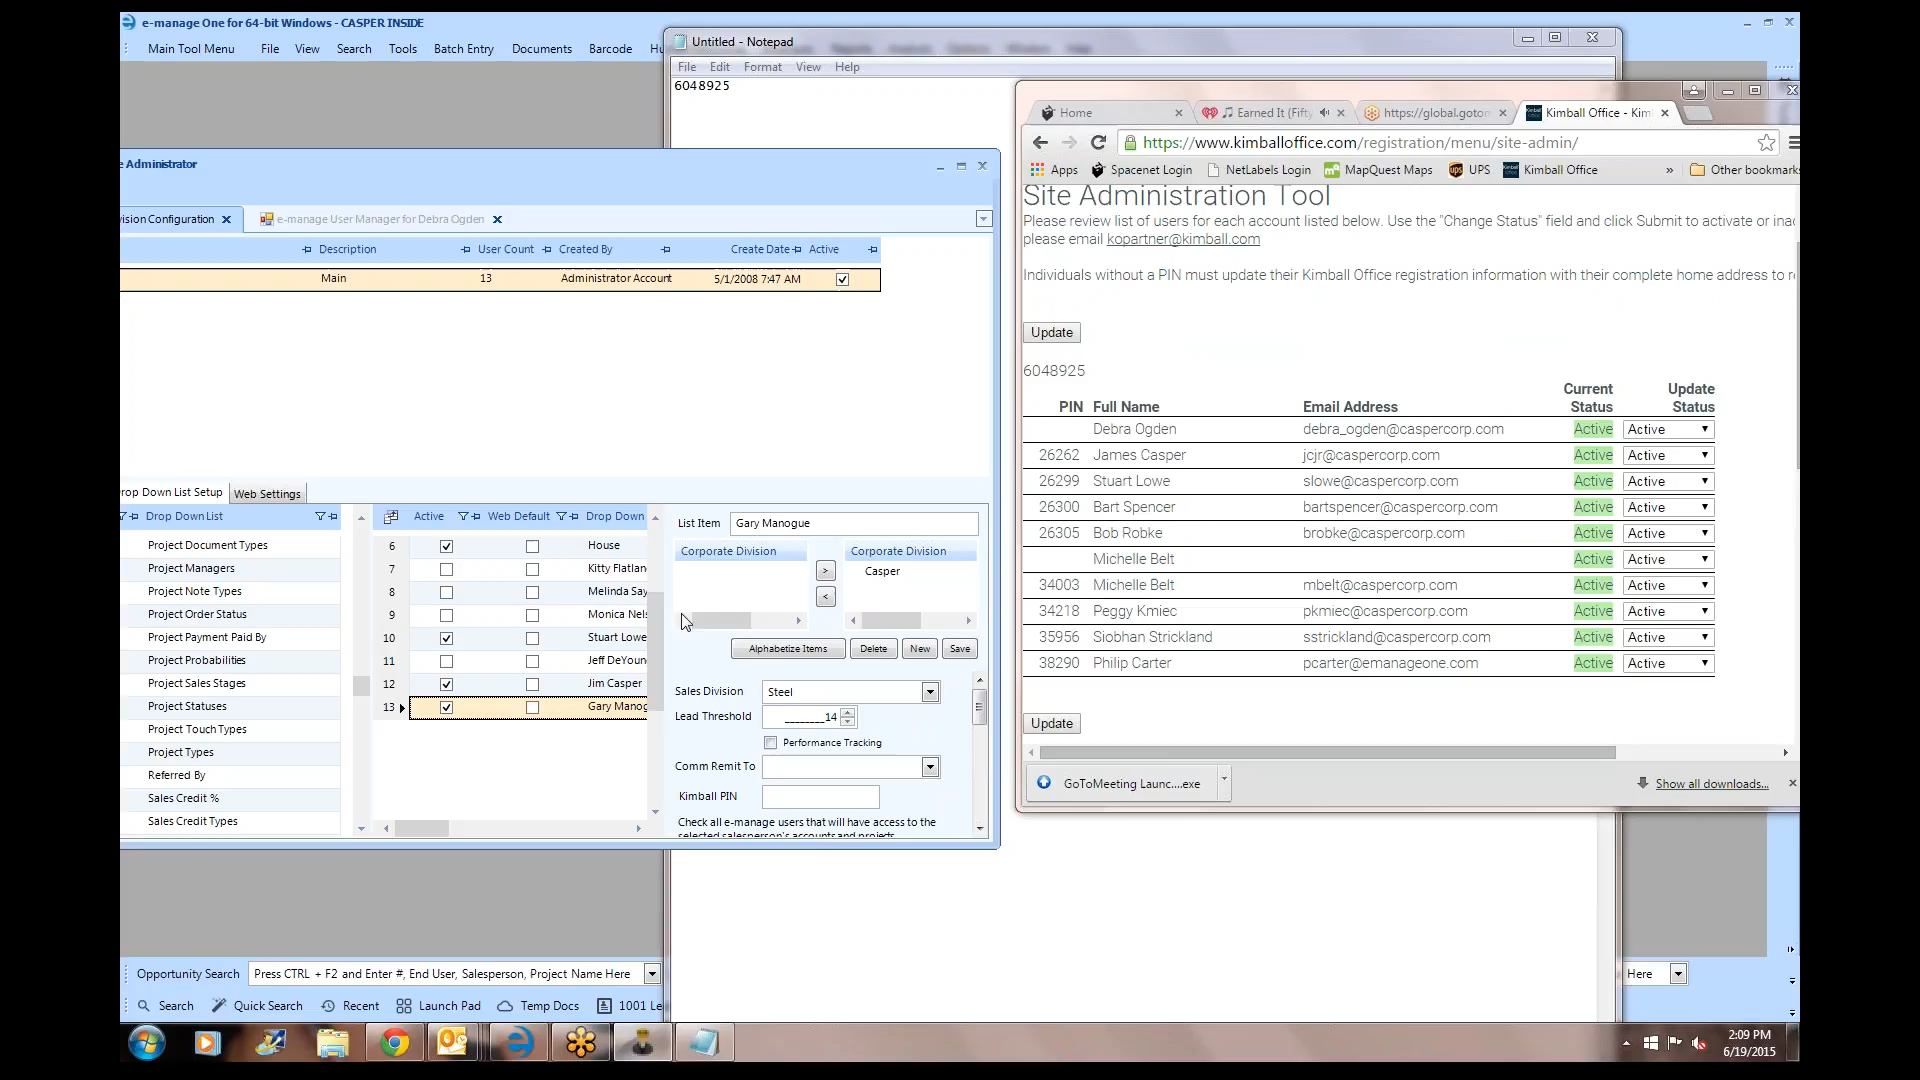 e-manage One for 64-bit Windows - CASPER INSIDE
Main Tool Menu File View Search Tools Batch Entry Documents Barcode
Untitled - Notepad
File Edit Format View Help
6048925
e Administrator
vision Configuration
e-manage User Manager for Debra Ogden
Description User Count Created By Create Date Active
Main 13 Administrator Account 5/1/2008 7:47 AM
rop Down List Setup Web Settings
Drop Down List
Project Document Types
Project Managers
Project Note Types
Project Order Status
Project Payment Paid By
Project Probabilities
Project Sales Stages
Project Statuses
Project Touch Types
Project Types
Referred By
Sales Credit %
Sales Credit Types
Active Web Default Drop Down
6 House
7 Kitty Flatlan
8 Melinda Say
9 Monica Nels
10 Stuart Lowe
11 Jeff DeYoun
12 Jim Casper
13 Gary Manog
List Item Gary Manogue
Corporate Division Corporate Division
Casper
>
<
Alphabetize Items Delete New Save
Sales Division Steel
Lead Threshold ________14
Performance Tracking
Comm Remit To
Kimball PIN
Check all e-manage users that will have access to the
selected salesperson's accounts and projects
Home Earned It (Fifty https://global.gotom Kimball Office - Kim
https://www.kimballoffice.com/registration/menu/site-admin/
Apps Spacenet Login NetLabels Login MapQuest Maps UPS Kimball Office » Other bookmarks
Site Administration Tool
Please review list of users for each account listed below. Use the "Change Status" field and click Submit to activate or inac
please email kopartner@kimball.com
Individuals without a PIN must update their Kimball Office registration information with their complete home address to re
Update
6048925
PIN Full Name Email Address Current Status Update Status
Debra Ogden debra_ogden@caspercorp.com Active Active
26262 James Casper jcjr@caspercorp.com Active Active
26299 Stuart Lowe slowe@caspercorp.com Active Active
26300 Bart Spencer bartspencer@caspercorp.com Active Active
26305 Bob Robke brobke@caspercorp.com Active Active
Michelle Belt Active Active
34003 Michelle Belt mbelt@caspercorp.com Active Active
34218 Peggy Kmiec pkmiec@caspercorp.com Active Active
35956 Siobhan Strickland sstrickland@caspercorp.com Active Active
38290 Philip Carter pcarter@emanageone.com Active Active
Update
GoToMeeting Launc....exe Show all downloads...
Opportunity Search Press CTRL + F2 and Enter #, End User, Salesperson, Project Name Here
Here
Search Quick Search Recent Launch Pad Temp Docs 1001 Le
2:09 PM
6/19/2015